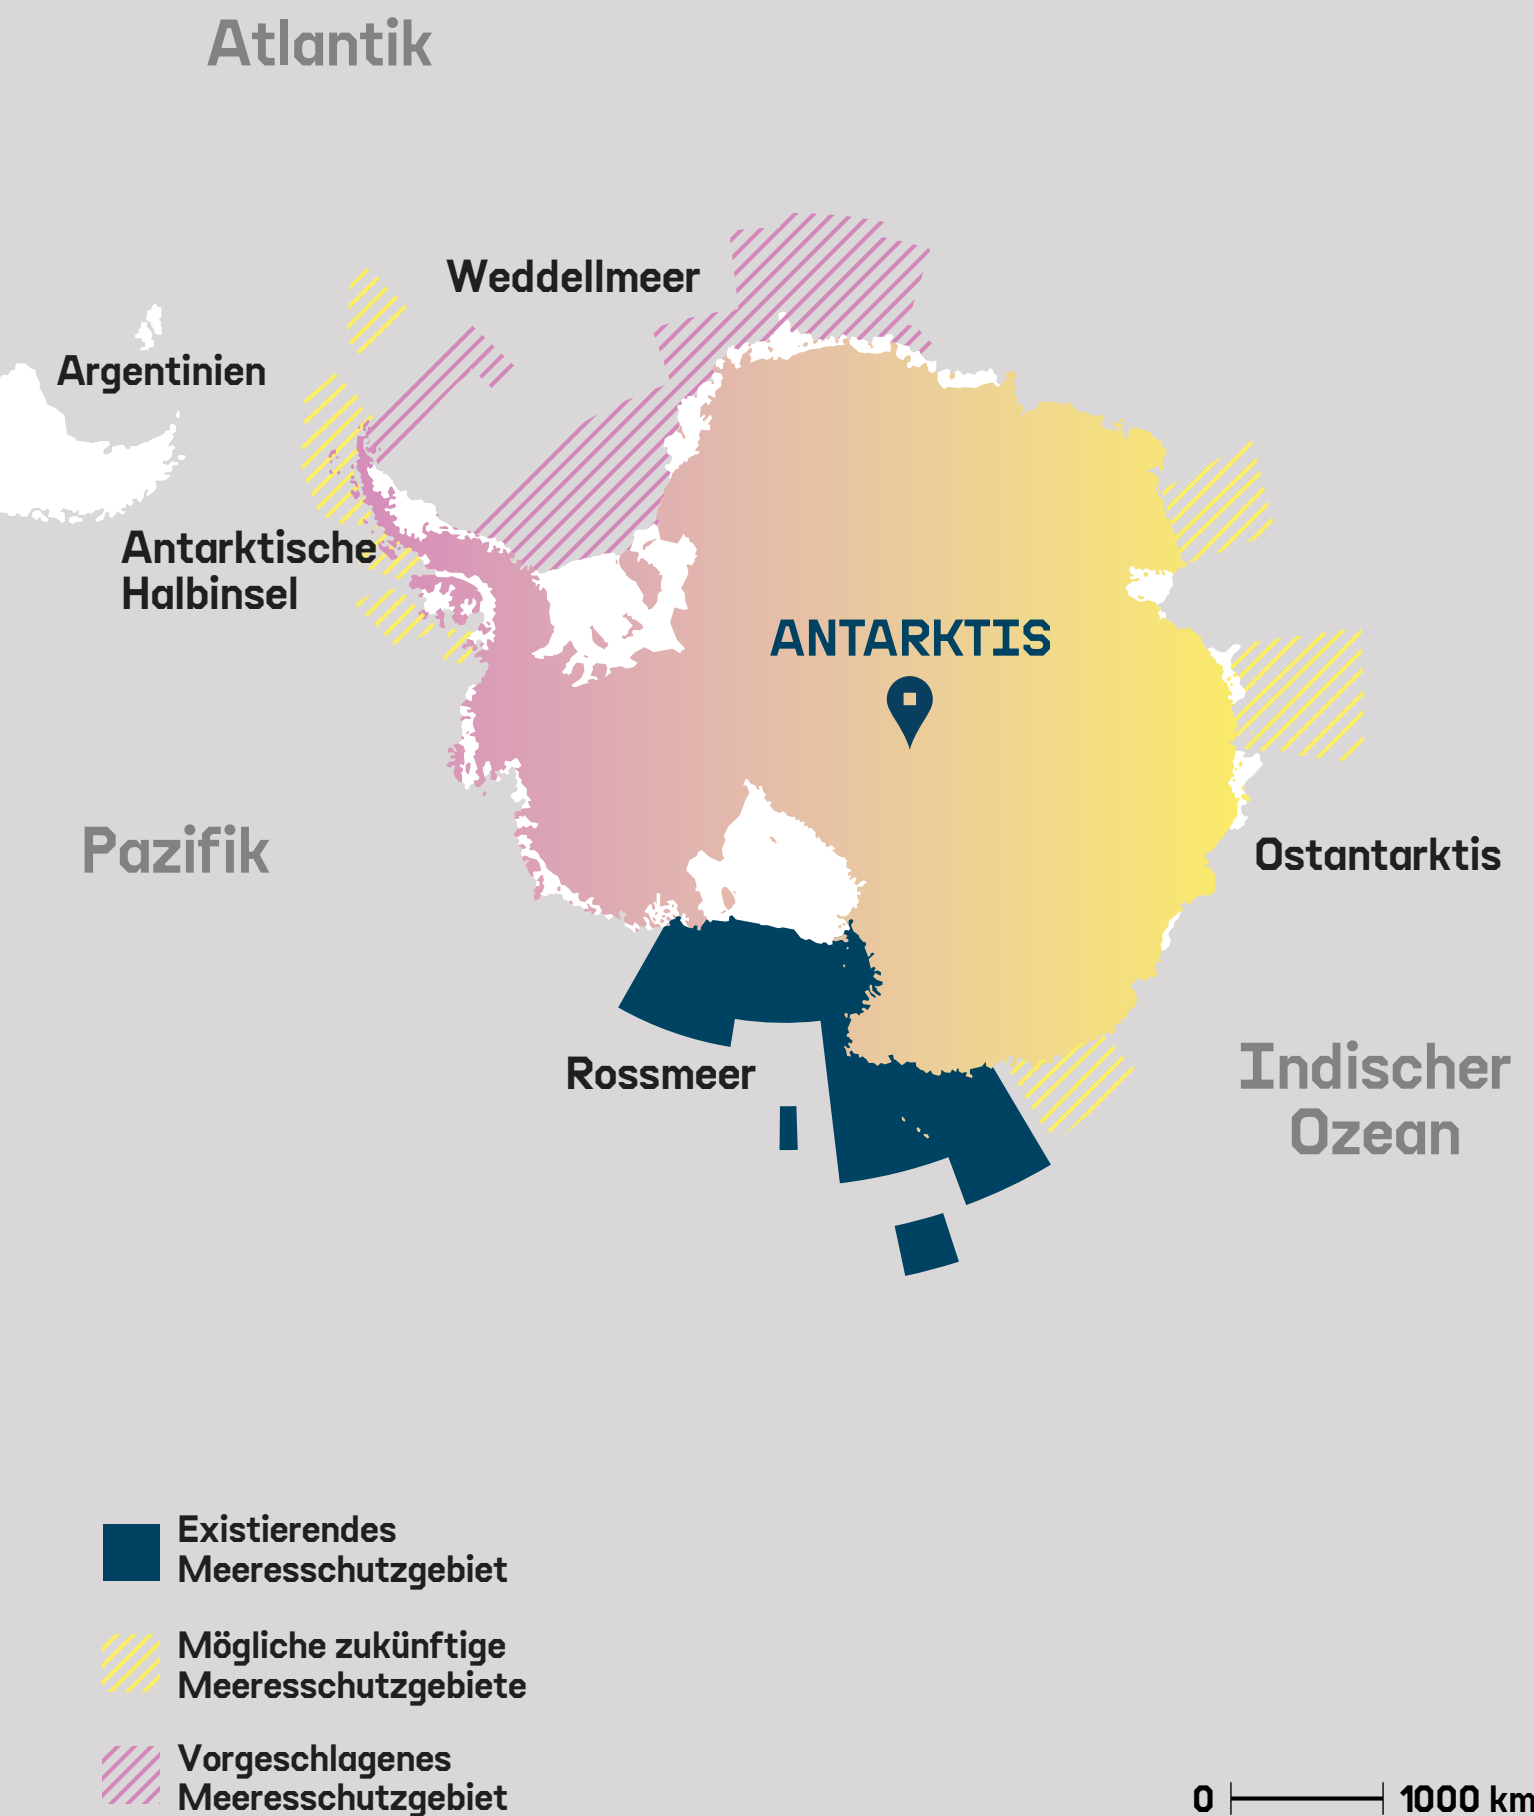 Atlantik
Weddellmeer
Argentinien
Antarktische
Halbinsel
ANTARKTIS
Pazifik
Ostantarktis
Rossmeer
Indischer
Ozean
Existierendes
Meeresschutzgebiet
Mögliche zukünftige
Meeresschutzgebiete
Vorgeschlagenes
Meeresschutzgebiet
0 1000 km